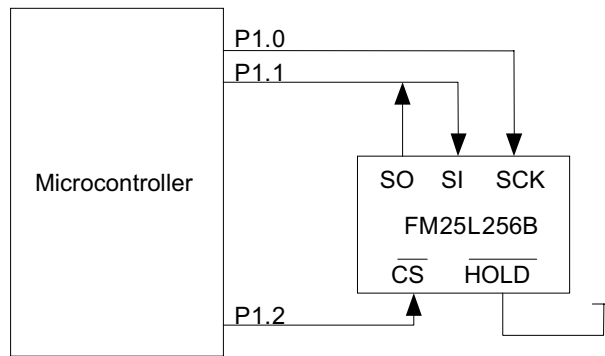 P1.0
P1.1
Microcontroller
SO SI SCK
FM25L256B
CS HOLD
P1.2